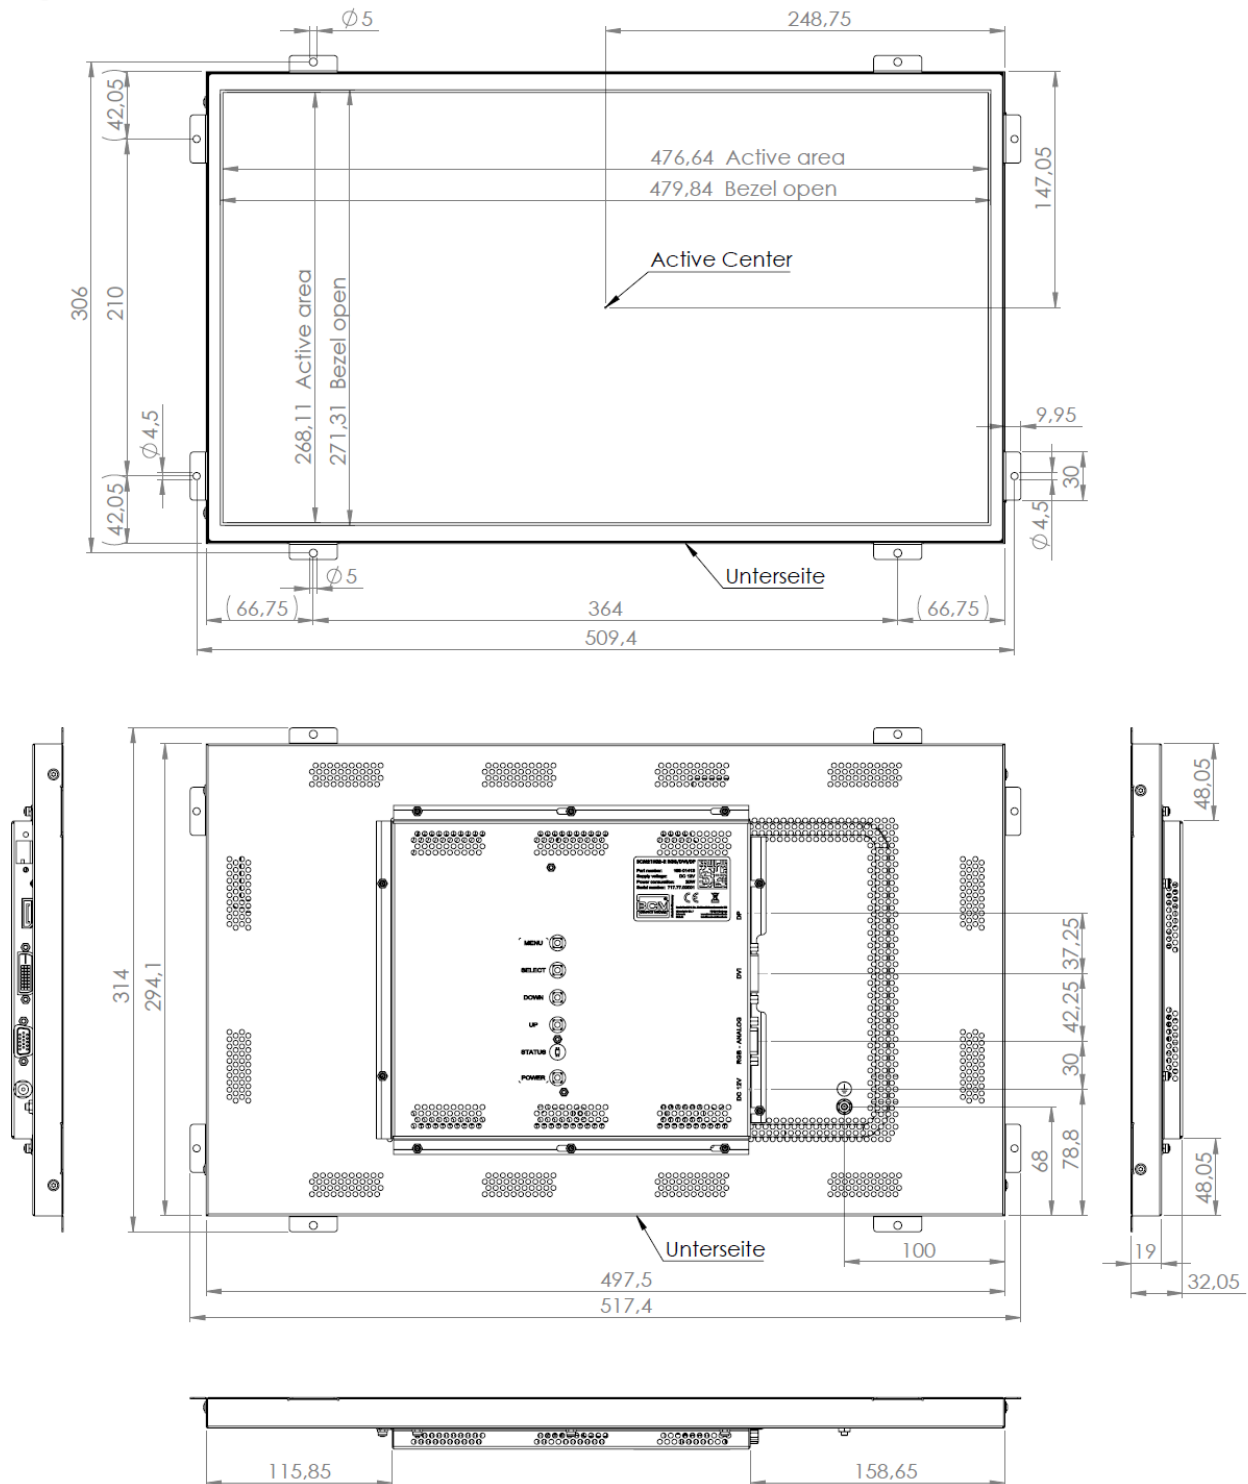 ∅5
248,75
(42,05)
476,64 Active area
479,84 Bezel open
147,05
Active Center
306
210
268,11 Active area
271,31 Bezel open
∅4,5
9,95
30
∅4,5
(42,05)
∅5
Unterseite
(66,75)
364
(66,75)
509,4
48,05
DP
37,25
MENU
SELECT
DVI
314
294,1
DOWN
42,25
UP
RGB - ANALOG
STATUS
30
POWER
DC 12V
68
78,8
48,05
Unterseite
100
19
497,5
32,05
517,4
115,85
158,65